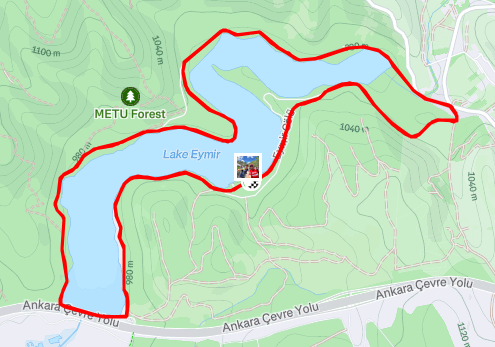 1040 m
1100 m
980 m
METU Forest
1040 m
980 m
Lake Eymir
980 m
Ankara Çevre Yolu
Ankara Çevre Yolu
Ankara Çevre Yolu
1120 m